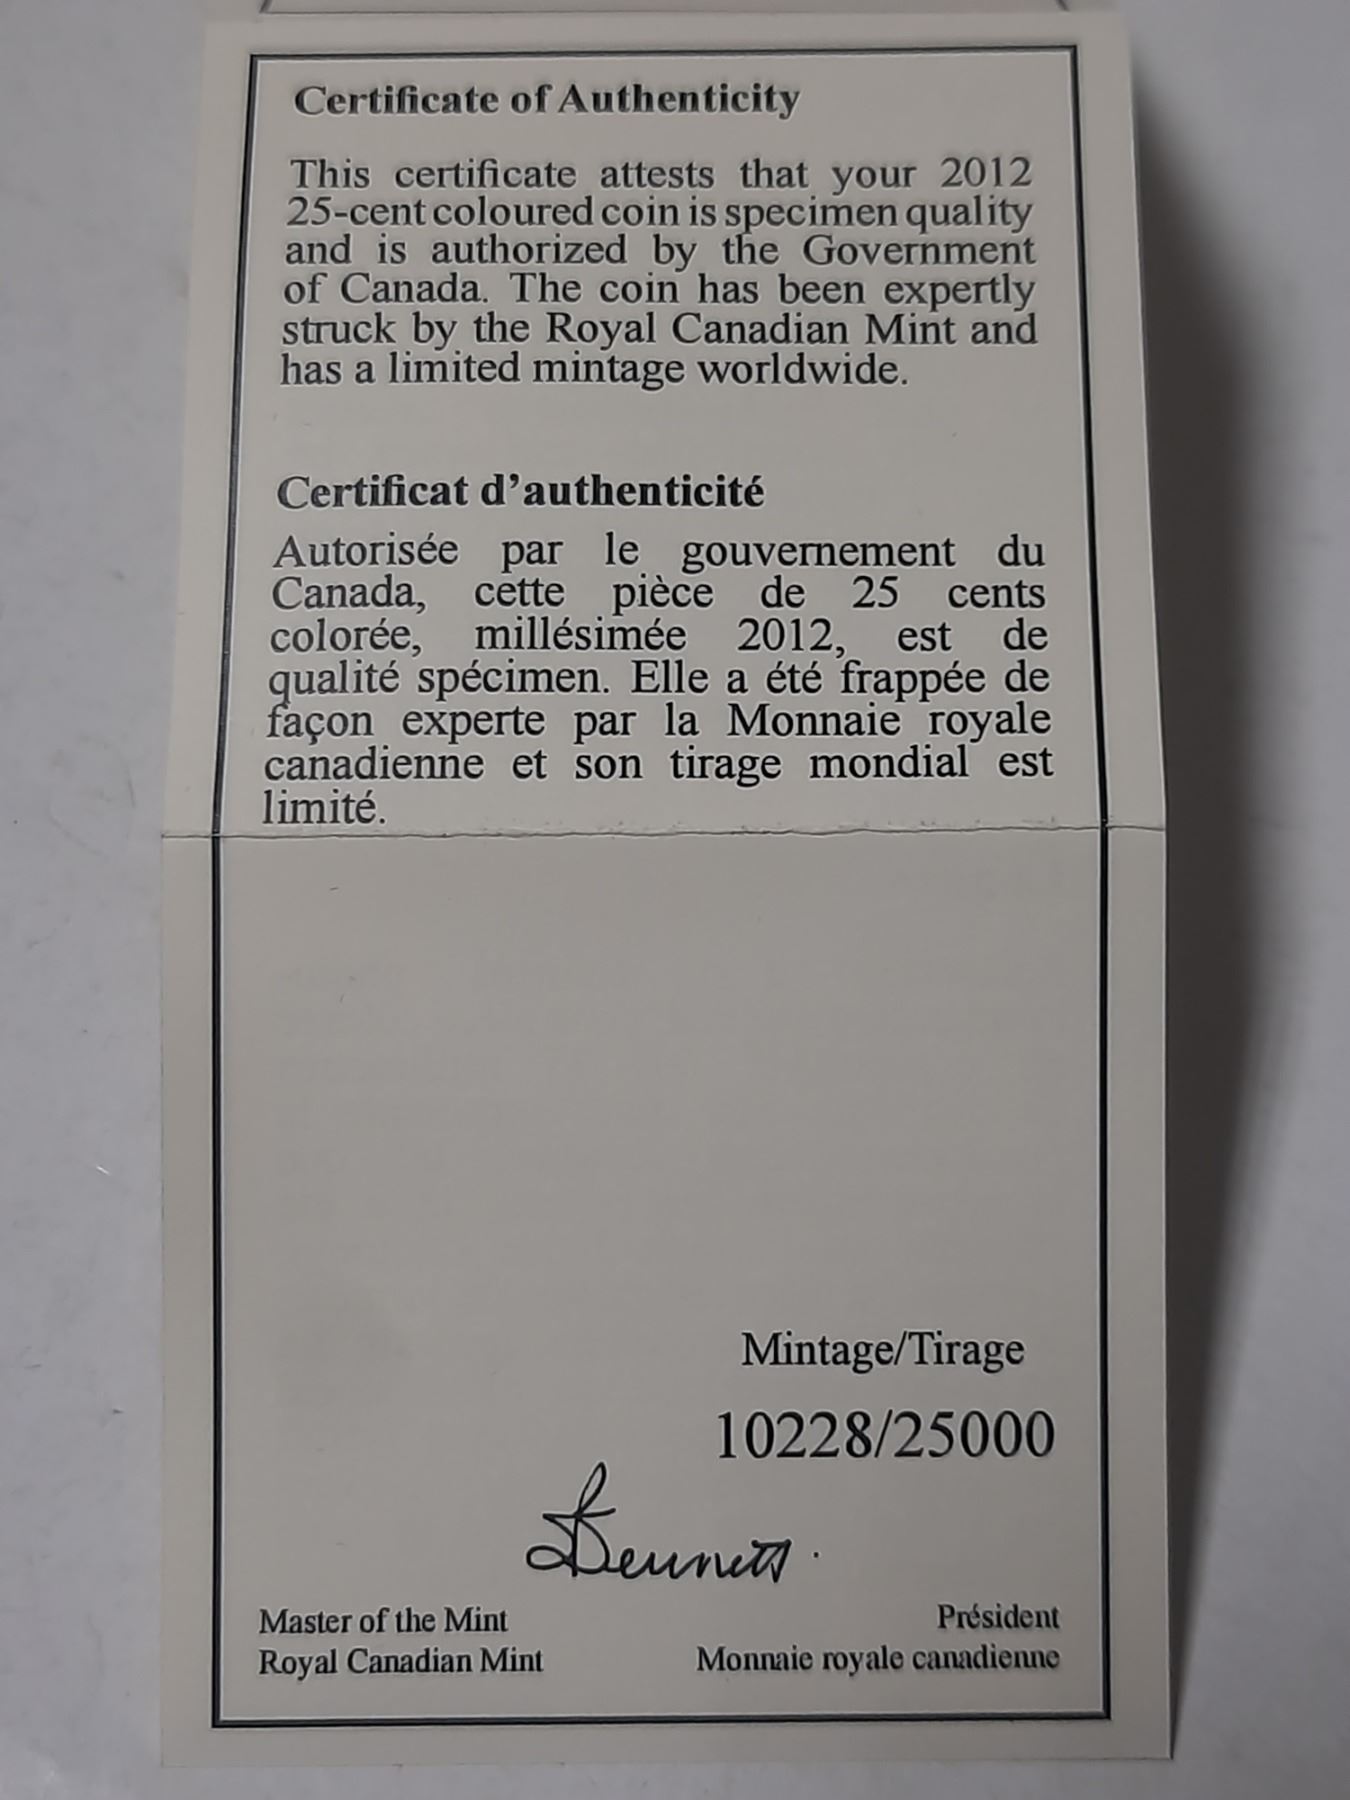 Certificate of Authenticity
This certificate attests that your 2012
25-cent coloured coin is specimen quality
and is authorized by the Government
of Canada. The coin has been expertly
struck by the Royal Canadian Mint and
has a limited mintage worldwide.
Certificat d’authenticité
Autorisée par le gouvernement du
Canada, cette pièce de 25 cents
colorée, millésimée 2012, est de
qualité spécimen. Elle a été frappée de
façon experte par la Monnaie royale
canadienne et son tirage mondial est
limité.
Mintage/Tirage
10228/25000
Bennett
Master of the Mint
Royal Canadian Mint
Président
Monnaie royale canadienne